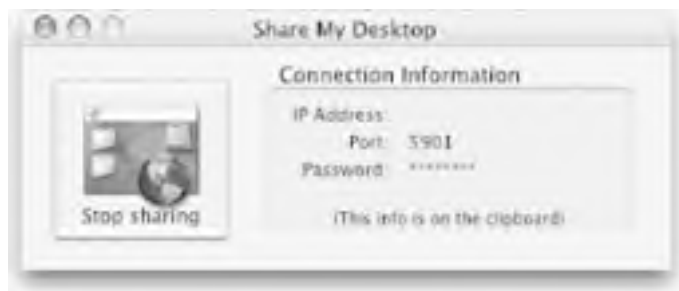 Share My Desktop
Connection Information
IP Address:
Port: 5901
Password: ********
Stop sharing
(This info is on the clipboard)